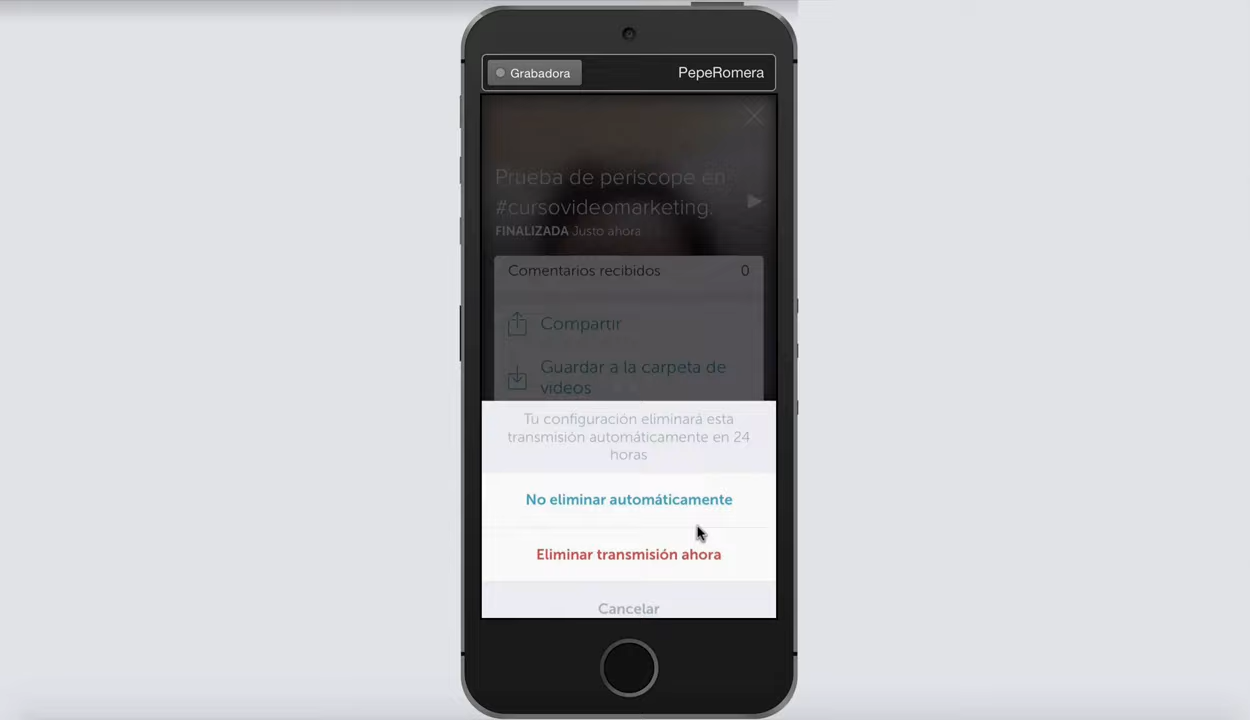 Grabadora
PepeRomera
Prueba de periscope en
#cursovideomarketing.
FINALIZADA Justo ahora
Comentarios recibidos 0
Compartir
Guardar a la carpeta de
vídeos
Tu configuración eliminará esta
transmisión automáticamente en 24
horas
No eliminar automáticamente
Eliminar transmisión ahora
Cancelar